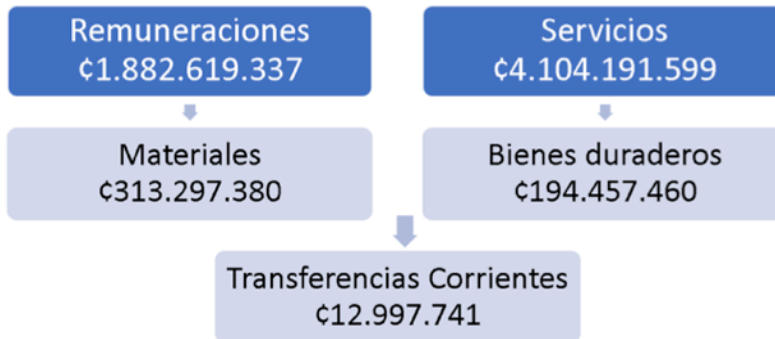 Remuneraciones
¢1.882.619.337
Servicios
¢4.104.191.599
Materiales
¢313.297.380
Bienes duraderos
¢194.457.460
Transferencias Corrientes
¢12.997.741